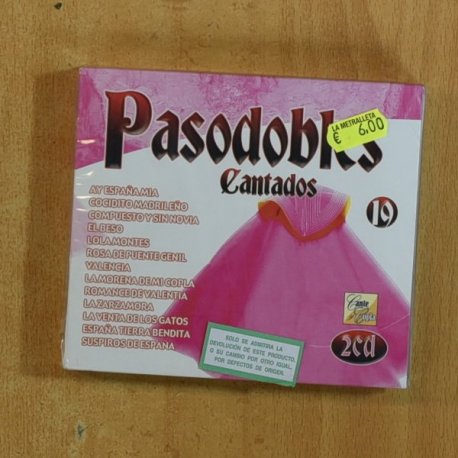 Pasodobles
LA METRALLETA
€ 6,00
Cantados
19
AY ESPAÑA MIA
COCIDITO MADRILEÑO
COMPUESTO Y SIN NOVIA
EL BESO
LOLA MONTES
ROSA DE PUENTE GENIL
VALENCIA
LA MORENA DE MI COPLA
ROMANCE DE VALENTIA
LA ZARZAMORA
LA VENTA DE LOS GATOS
ESPAÑA TIERRA BENDITA
SUSPIROS DE ESPAÑA
Cante
2cd
SOLO SE ADMITIRA LA
DEVOLUCIÓN DE ESTE PRODUCTO,
O SU CAMBIO POR OTRO IGUAL,
POR DEFECTOS DE ORIGEN.